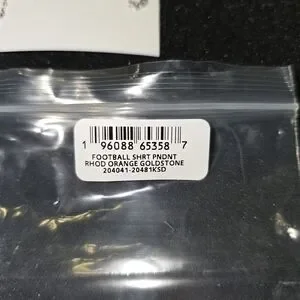 1 96088 65358 7
FOOTBALL SHRT PNDNT
RHOD ORANGE GOLDSTONE
204041-20481KSD